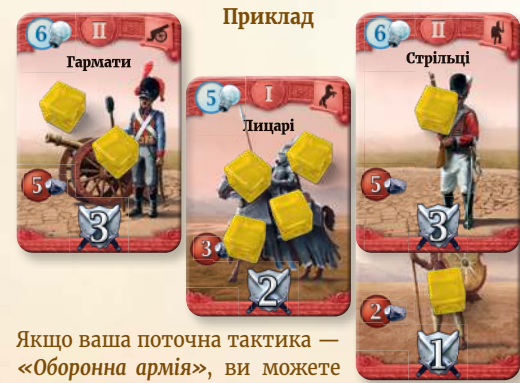 Приклад
6 II
Гармати
5
3
5 I
Лицарі
3
2
6 II
Стрільці
5
3
2
1
Якщо ваша поточна тактика —
«Оборонна армія», ви можете